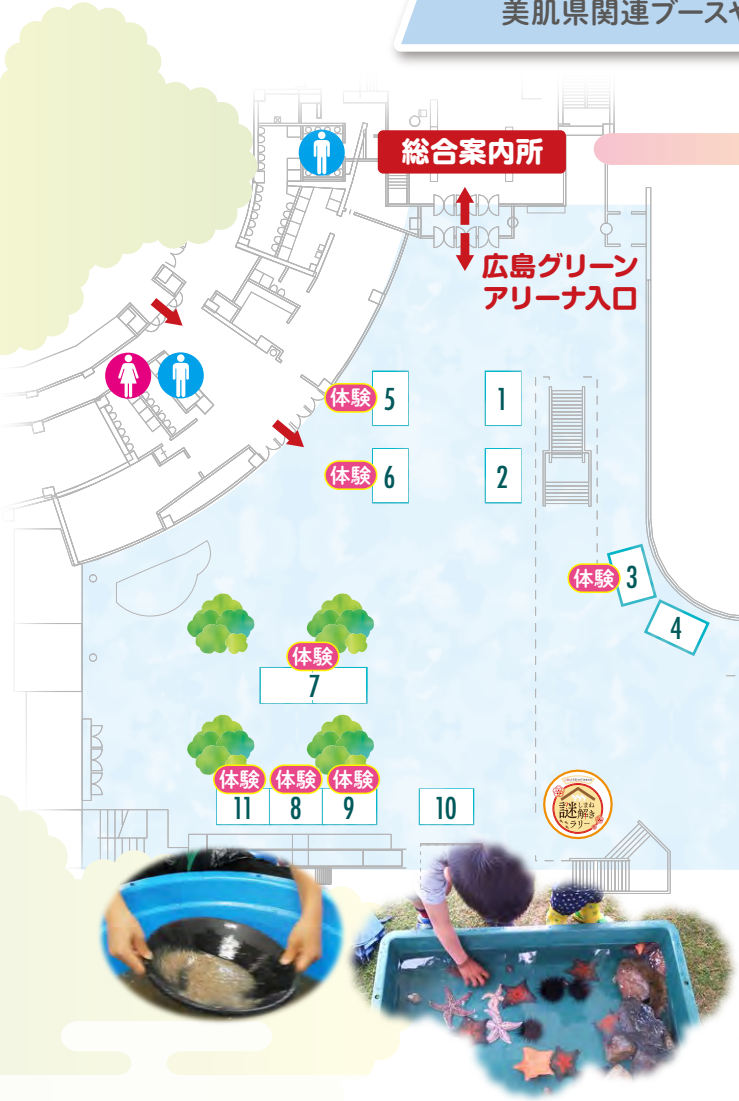 美肌県関連ブースや
総合案内所
広島グリーン
アリーナ入口
体験 5
1
体験 6
2
体験 3
4
体験
7
体験 体験 体験
11 8 9 10
しまね
謎解き
ラリー